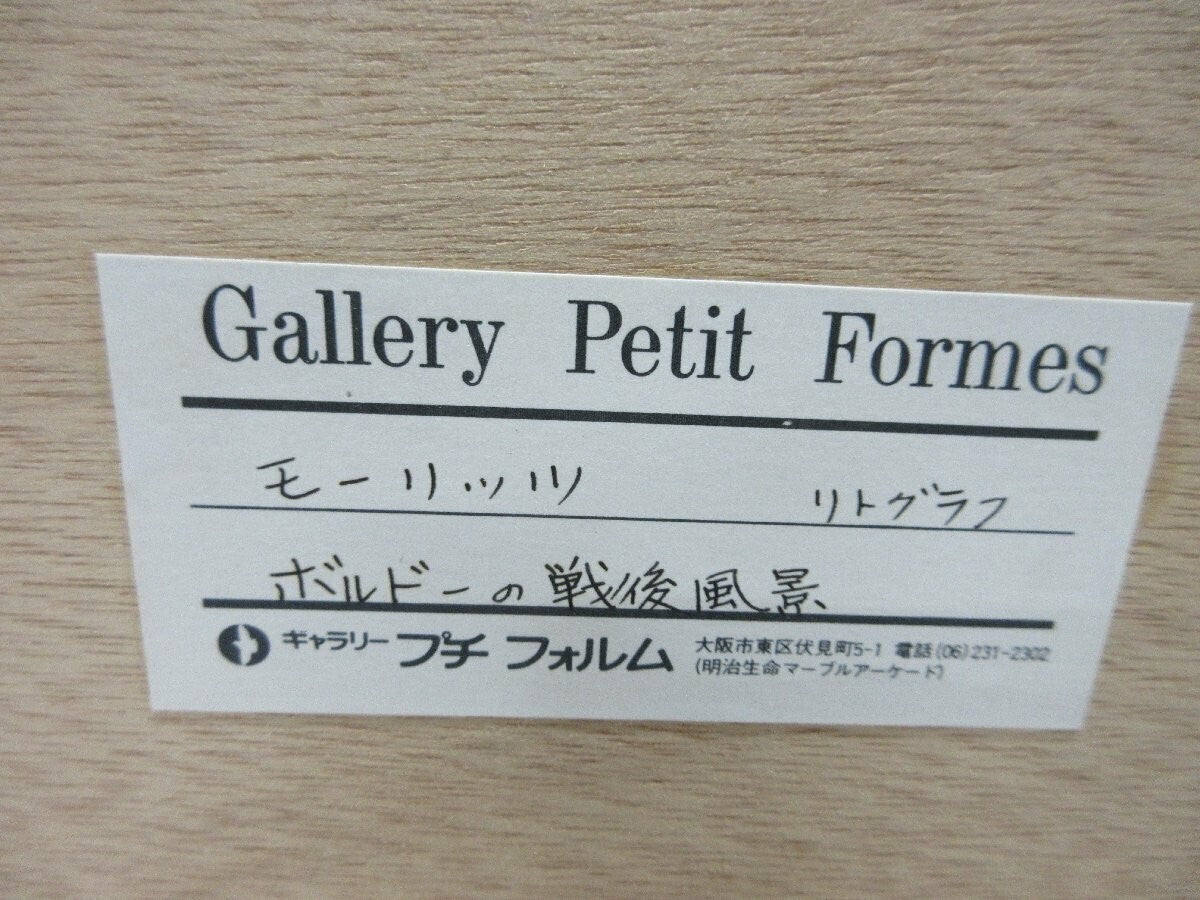 Gallery Petit Formes
モーリッツ リトグラフ
ボルドーの戦後風景
ギャラリー プチ フォルム 大阪市東区伏見町5-1 電話(06)231-2302
(明治生命マーブルアーケード)